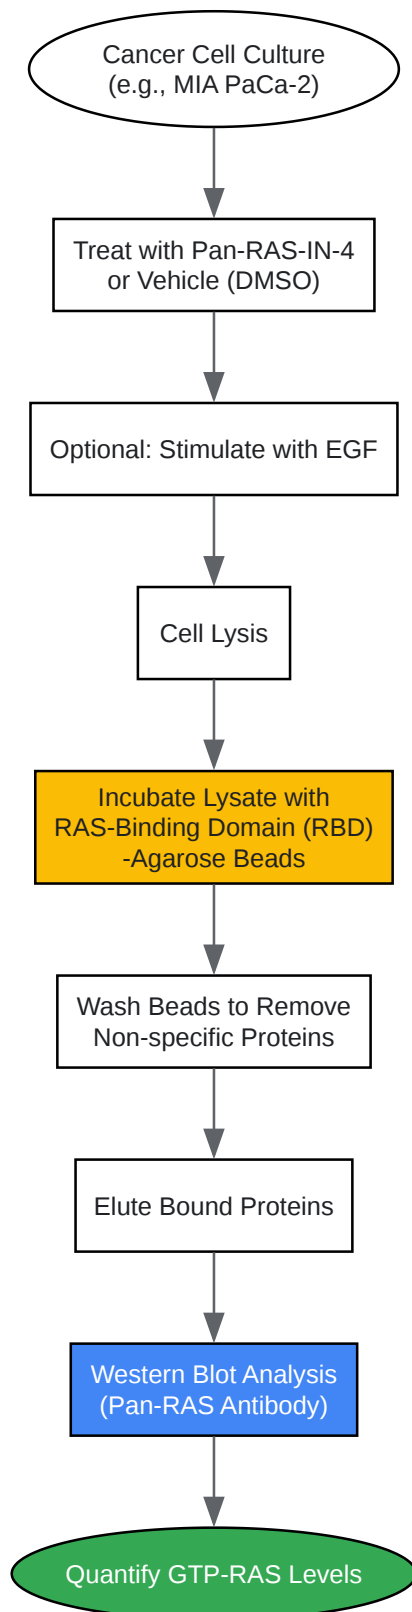 Cancer Cell Culture
(e.g., MIA PaCa-2)
Treat with Pan-RAS-IN-4
or Vehicle (DMSO)
Optional: Stimulate with EGF
Cell Lysis
Incubate Lysate with
RAS-Binding Domain (RBD)
-Agarose Beads
Wash Beads to Remove
Non-specific Proteins
Elute Bound Proteins
Western Blot Analysis
(Pan-RAS Antibody)
Quantify GTP-RAS Levels